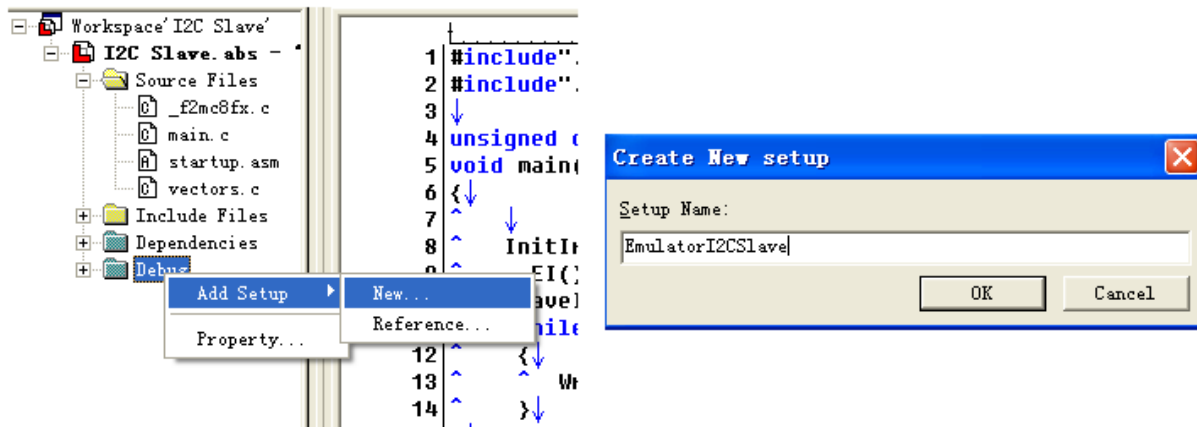 Workspace'I2C Slave'
I2C Slave.abs -
Source Files
_f2mc8fx.c
main.c
startup.asm
vectors.c
Include Files
Dependencies
Debug
Add Setup
Property...
New...
Reference...
1 #include".
2 #include".
3
4 unsigned
5 void main(
6 {
7
8 InitI
EI()
12 {
13
14 }
Create New setup
Setup Name:
EmulatorI2CSlave
OK
Cancel